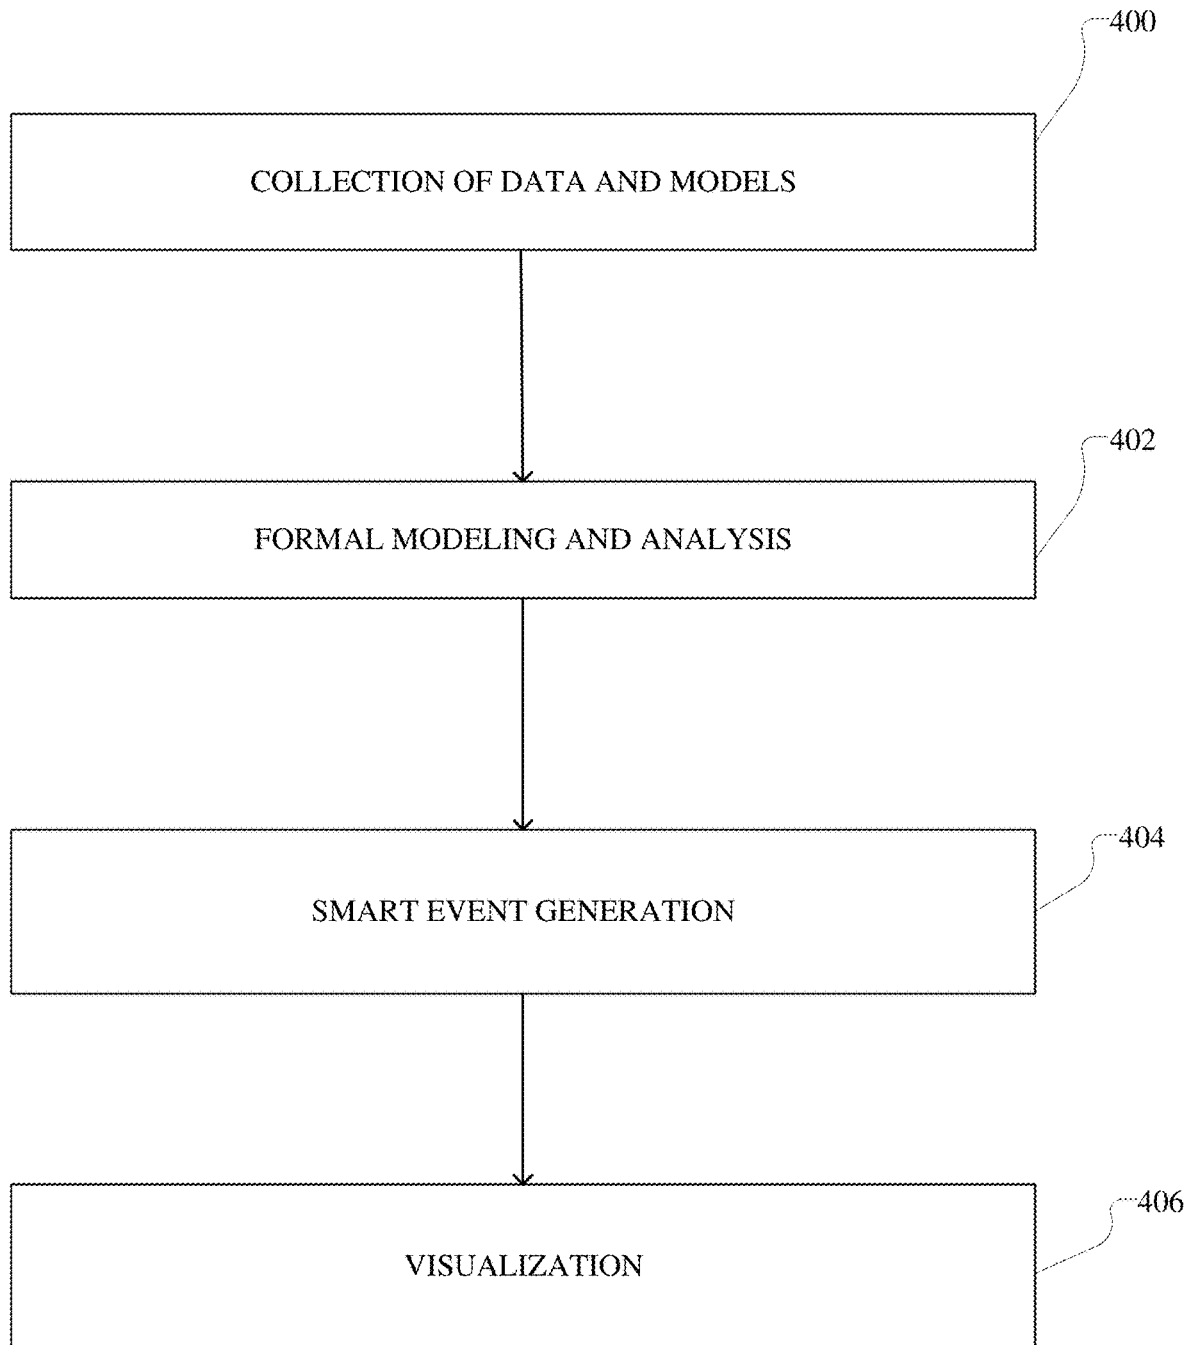 400
COLLECTION OF DATA AND MODELS
402
FORMAL MODELING AND ANALYSIS
404
SMART EVENT GENERATION
406
VISUALIZATION